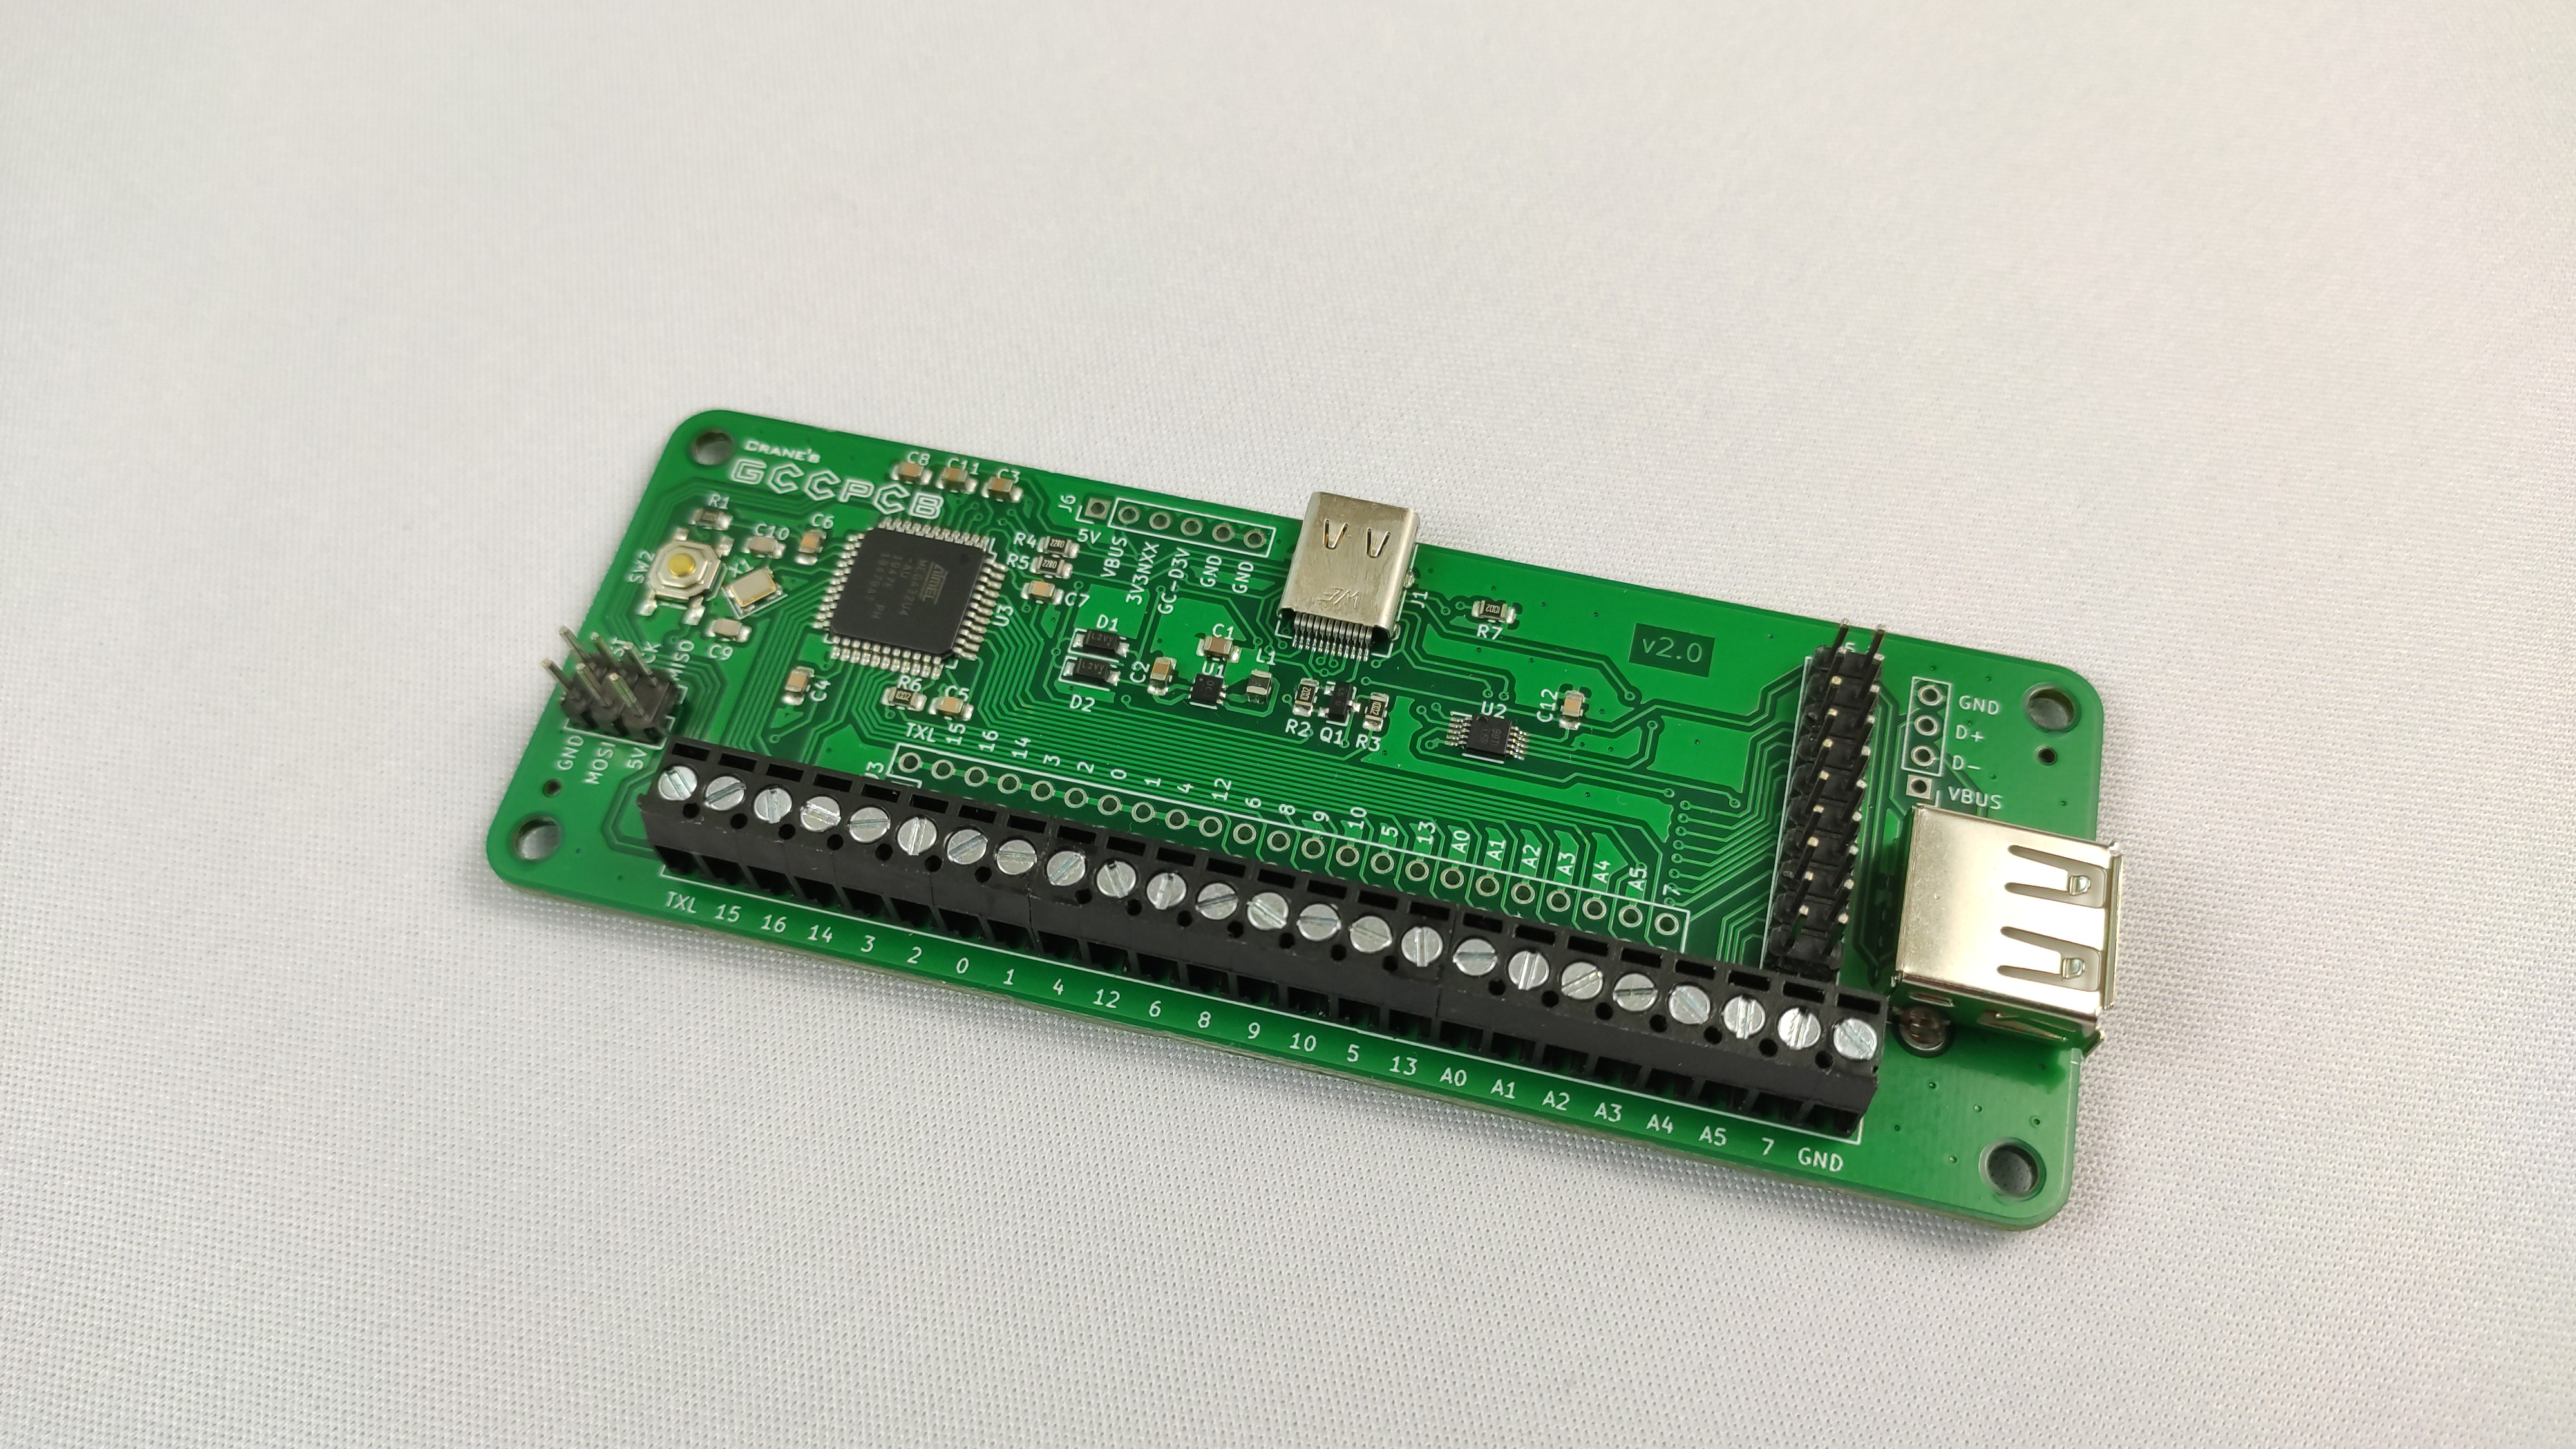 CRANE'S
GCCPCB
C8
C11
C3
R1
C10
C6
SW2
C9
C4
ATMEL
MEGA32U4
U3
R4
R5
C7
R6
C5
J6
5V
VBUS
3V3NXX
GC-D3V
GND
GND
D1
D2
C2
C1
U1
L1
J1
R7
R2
Q1
R3
U2
C12
v2.0
GND
D+
D-
VBUS
MISO
GND
MOSI
5V
TXL 15 16 14 3 2 0 1 4 12 6 8 9 10 5 13 A0 A1 A2 A3 A4 A5 7
TXL 15 16 14 3 2 0 1 4 12 6 8 9 10 5 13 A0 A1 A2 A3 A4 A5 7 GND